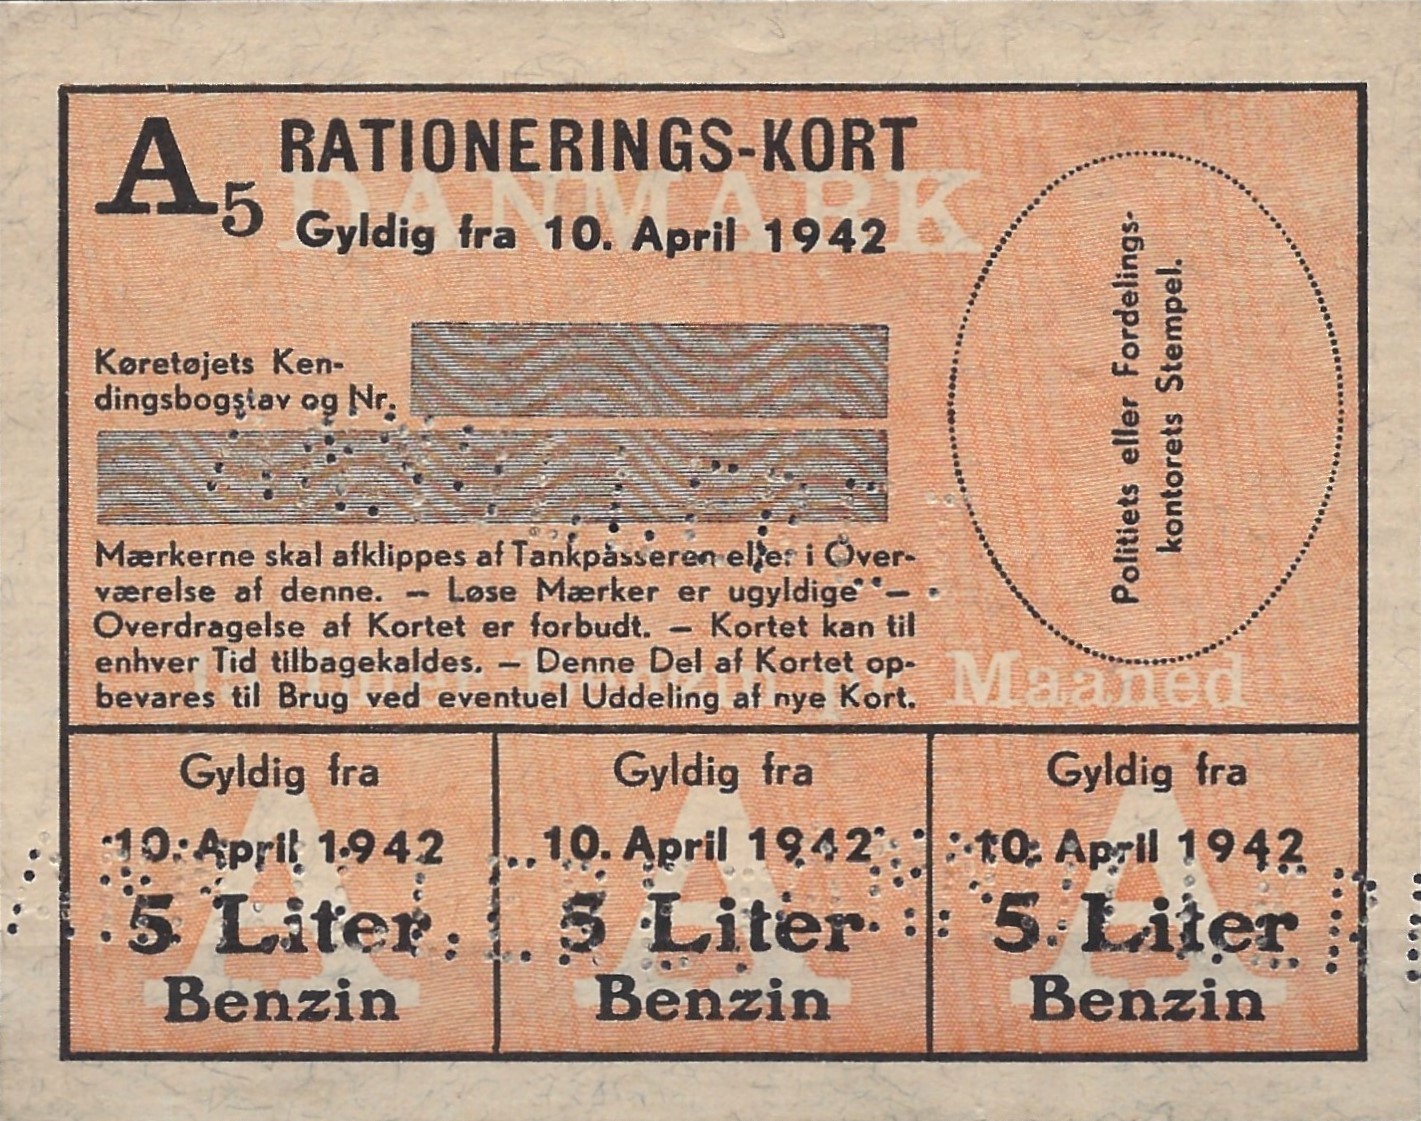 A5 RATIONERINGS-KORT
DANMARK
Gyldig fra 10. April 1942
Køretøjets Ken-
dingsbogstav og Nr.
Mærkerne skal afklippes af Tankpasseren eller i Over-
værelse af denne. — Løse Mærker er ugyldige — 
Overdragelse af Kortet er forbudt. — Kortet kan til
enhver Tid tilbagekaldes. — Denne Del af Kortet op-
bevares til Brug ved eventuel Uddeling af nye Kort.
Maaned
Politiets eller Fordelings-
kontorets Stempel.
Gyldig fra
10. April 1942
5 Liter
Benzin
A
Gyldig fra
10. April 1942
5 Liter
Benzin
A
Gyldig fra
10. April 1942
5 Liter
Benzin
A